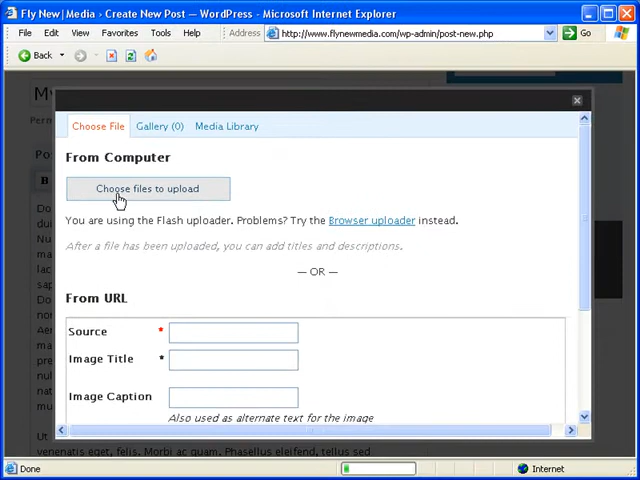 Fly New|Media › Create New Post — WordPress - Microsoft Internet Explorer
File Edit View Favorites Tools Help Address http://www.flynewmedia.com/wp-admin/post-new.php Go
Back
My
Perm
Choose File Gallery (0) Media Library
From Computer
Pos
Choose files to upload
B
You are using the Flash uploader. Problems? Try the Browser uploader instead.
After a file has been uploaded, you can add titles and descriptions.
— OR —
From URL
Source *
Image Title *
Image Caption
Also used as alternate text for the image
Ut
venenatis eget, felis. Morbi ac quam. Phasellus eleifend, tellus sed
Done Internet